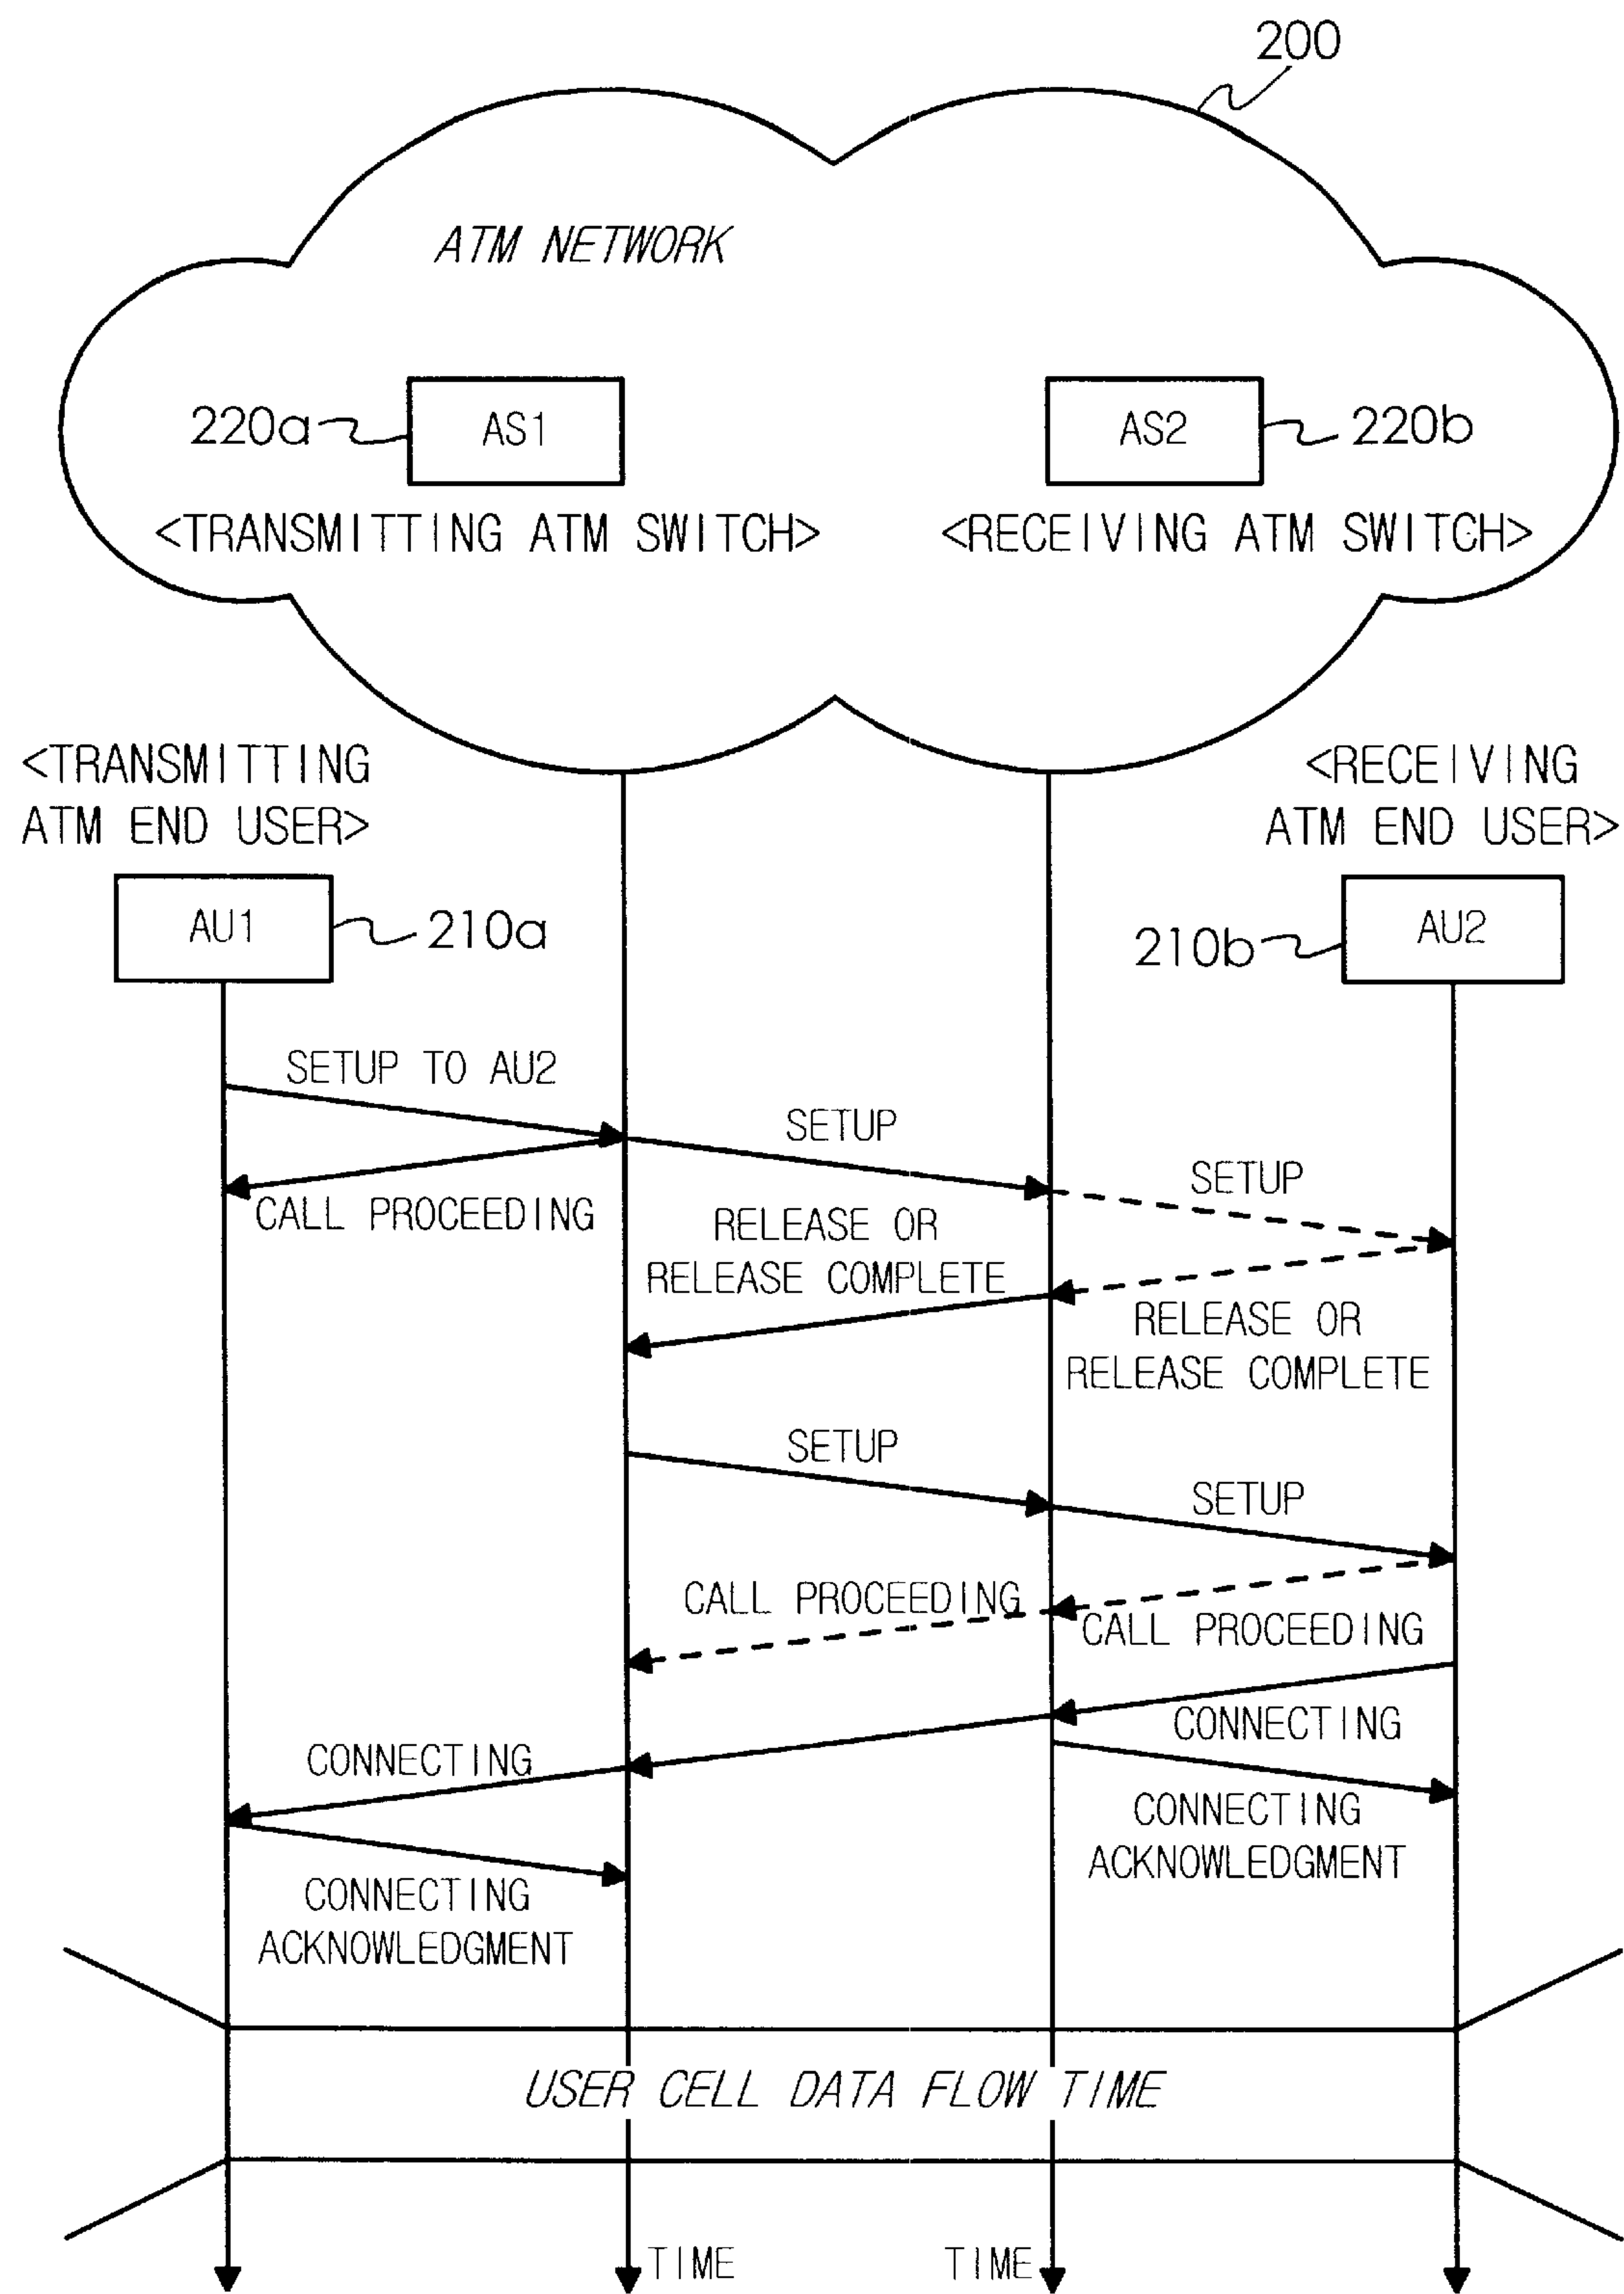 200
ATM NETWORK
220a
AS1
AS2
220b
<TRANSMITTING ATM SWITCH>
<RECEIVING ATM SWITCH>
<TRANSMITTING
ATM END USER>
<RECEIVING
ATM END USER>
AU1
210a
210b
AU2
SETUP TO AU2
SETUP
SETUP
CALL PROCEEDING
RELEASE OR
RELEASE COMPLETE
RELEASE OR
RELEASE COMPLETE
SETUP
SETUP
CALL PROCEEDING
CALL PROCEEDING
CONNECTING
CONNECTING
CONNECTING
ACKNOWLEDGMENT
CONNECTING
ACKNOWLEDGMENT
USER CELL DATA FLOW TIME
TIME
TIME